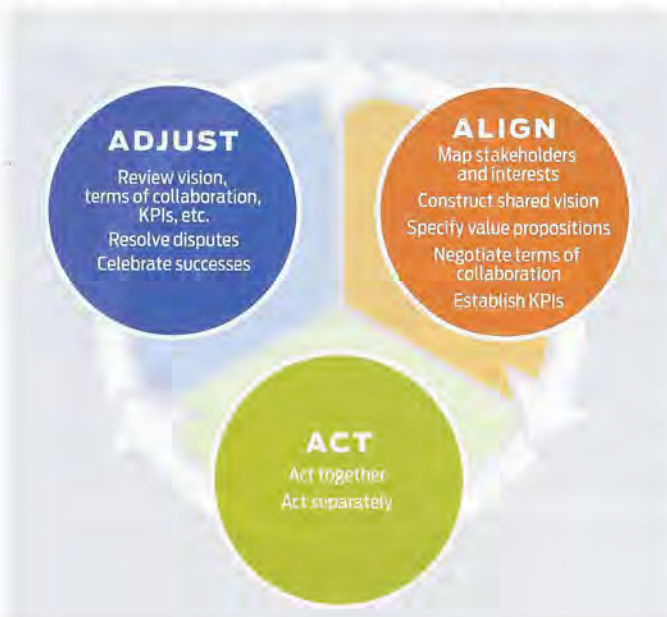 ADJUST
Review vision,
terms of collaboration,
KPIs, etc.
Resolve disputes
Celebrate successes
ALIGN
Map stakeholders
and interests
Construct shared vision
Specify value propositions
Negotiate terms of
collaboration
Establish KPIs
ACT
Act together
Act separately